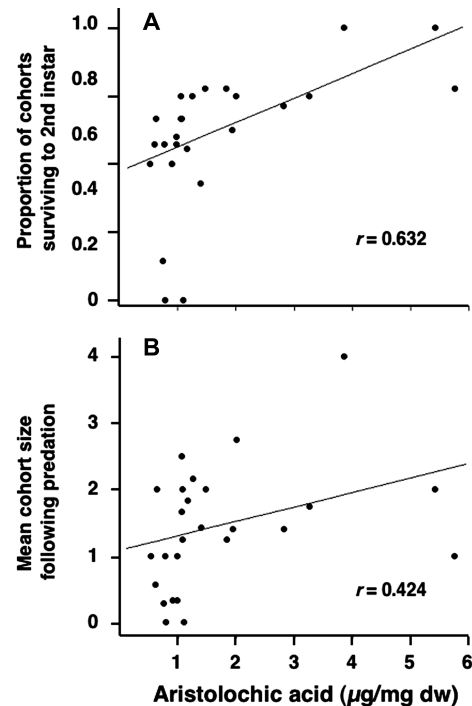 A
1.0
0.8
0.6
0.4
0.2
0
Proportion of cohorts
surviving to 2nd instar
r = 0.632
B
4
3
2
1
0
Mean cohort size
following predation
r = 0.424
1 2 3 4 5 6
Aristolochic acid (µg/mg dw)